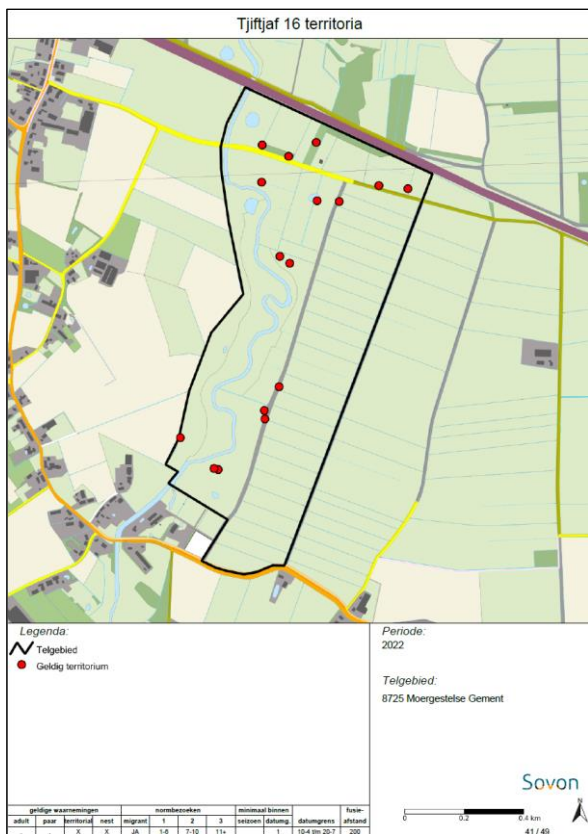 Tjiftjaf 16 territoria
Legenda:
Telgebied
Geldig territorium
Periode:
2022
Telgebied:
8725 Moergestelse Gement
Sovon
0 0.2 0.4 km
N
41 / 49
geldige waarnemingen normbezoeken minimaal binnen fusie-
adult paar territorial nest migrant 1 2 3 seizoen datumg. datumgrens afstand
- - X X JA 1-6 7-10 11+ 1 10-4 t/m 20-7 200